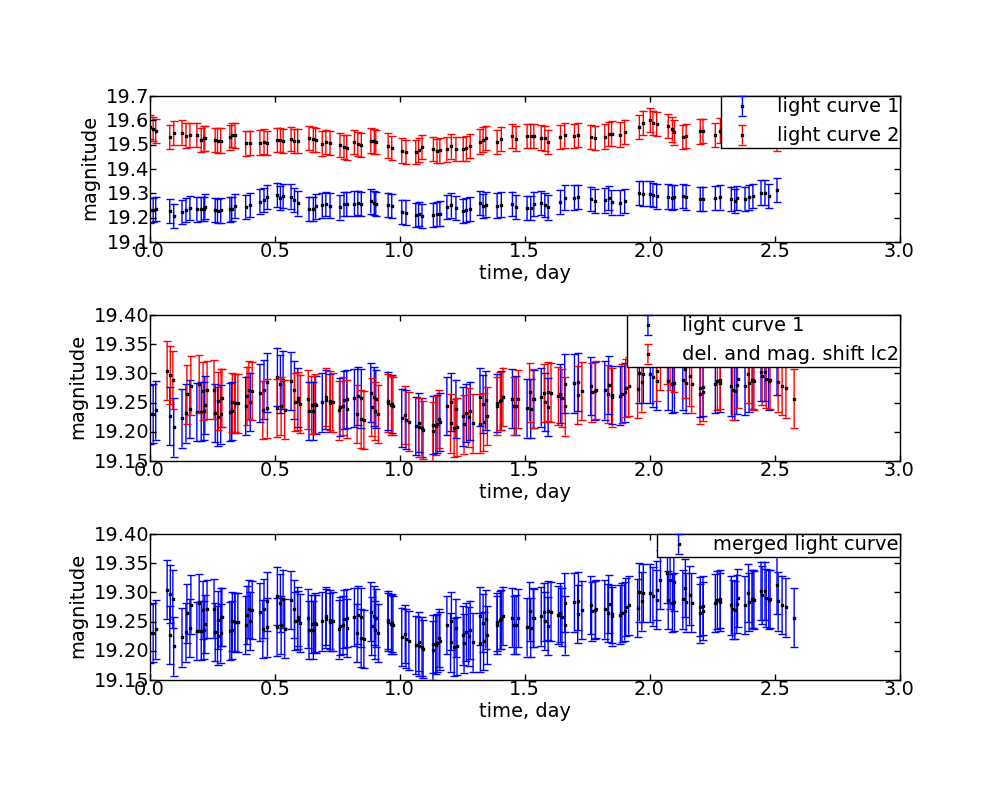 19.7
19.6
19.5
19.4
19.3
19.2
19.1
magnitude
light curve 1
light curve 2
0.0 0.5 1.0 1.5 2.0 2.5 3.0
time, day
19.40
19.35
19.30
19.25
19.20
19.15
magnitude
light curve 1
del. and mag. shift lc2
0.0 0.5 1.0 1.5 2.0 2.5 3.0
time, day
19.40
19.35
19.30
19.25
19.20
19.15
magnitude
merged light curve
0.0 0.5 1.0 1.5 2.0 2.5 3.0
time, day